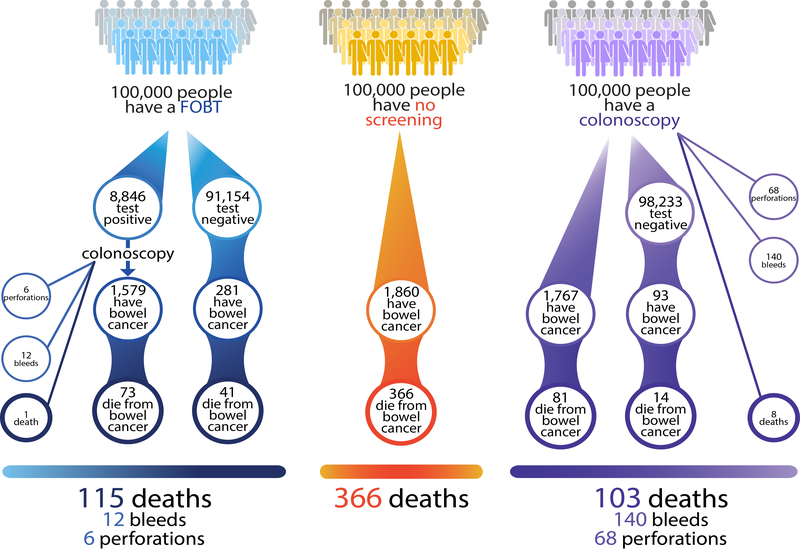 100,000 people
have a FOBT
8,846
test
positive
91,154
test
negative
colonoscopy
6
perforations
12
bleeds
1
death
1,579
have
bowel
cancer
281
have
bowel
cancer
73
die from
bowel
cancer
41
die from
bowel
cancer
115 deaths
12 bleeds
6 perforations
100,000 people
have no
screening
1,860
have
bowel
cancer
366
die from
bowel
cancer
366 deaths
100,000 people
have a
colonoscopy
98,233
test
negative
68
perforations
140
bleeds
1,767
have
bowel
cancer
93
have
bowel
cancer
81
die from
bowel
cancer
14
die from
bowel
cancer
8
deaths
103 deaths
140 bleeds
68 perforations